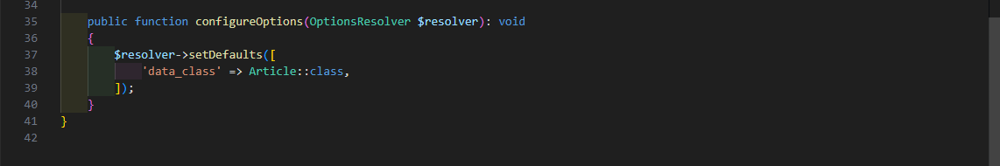 34
35 public function configureOptions(OptionsResolver $resolver): void
36 {
37 $resolver->setDefaults([
38 'data_class' => Article::class,
39 ]);
40 }
41 }
42